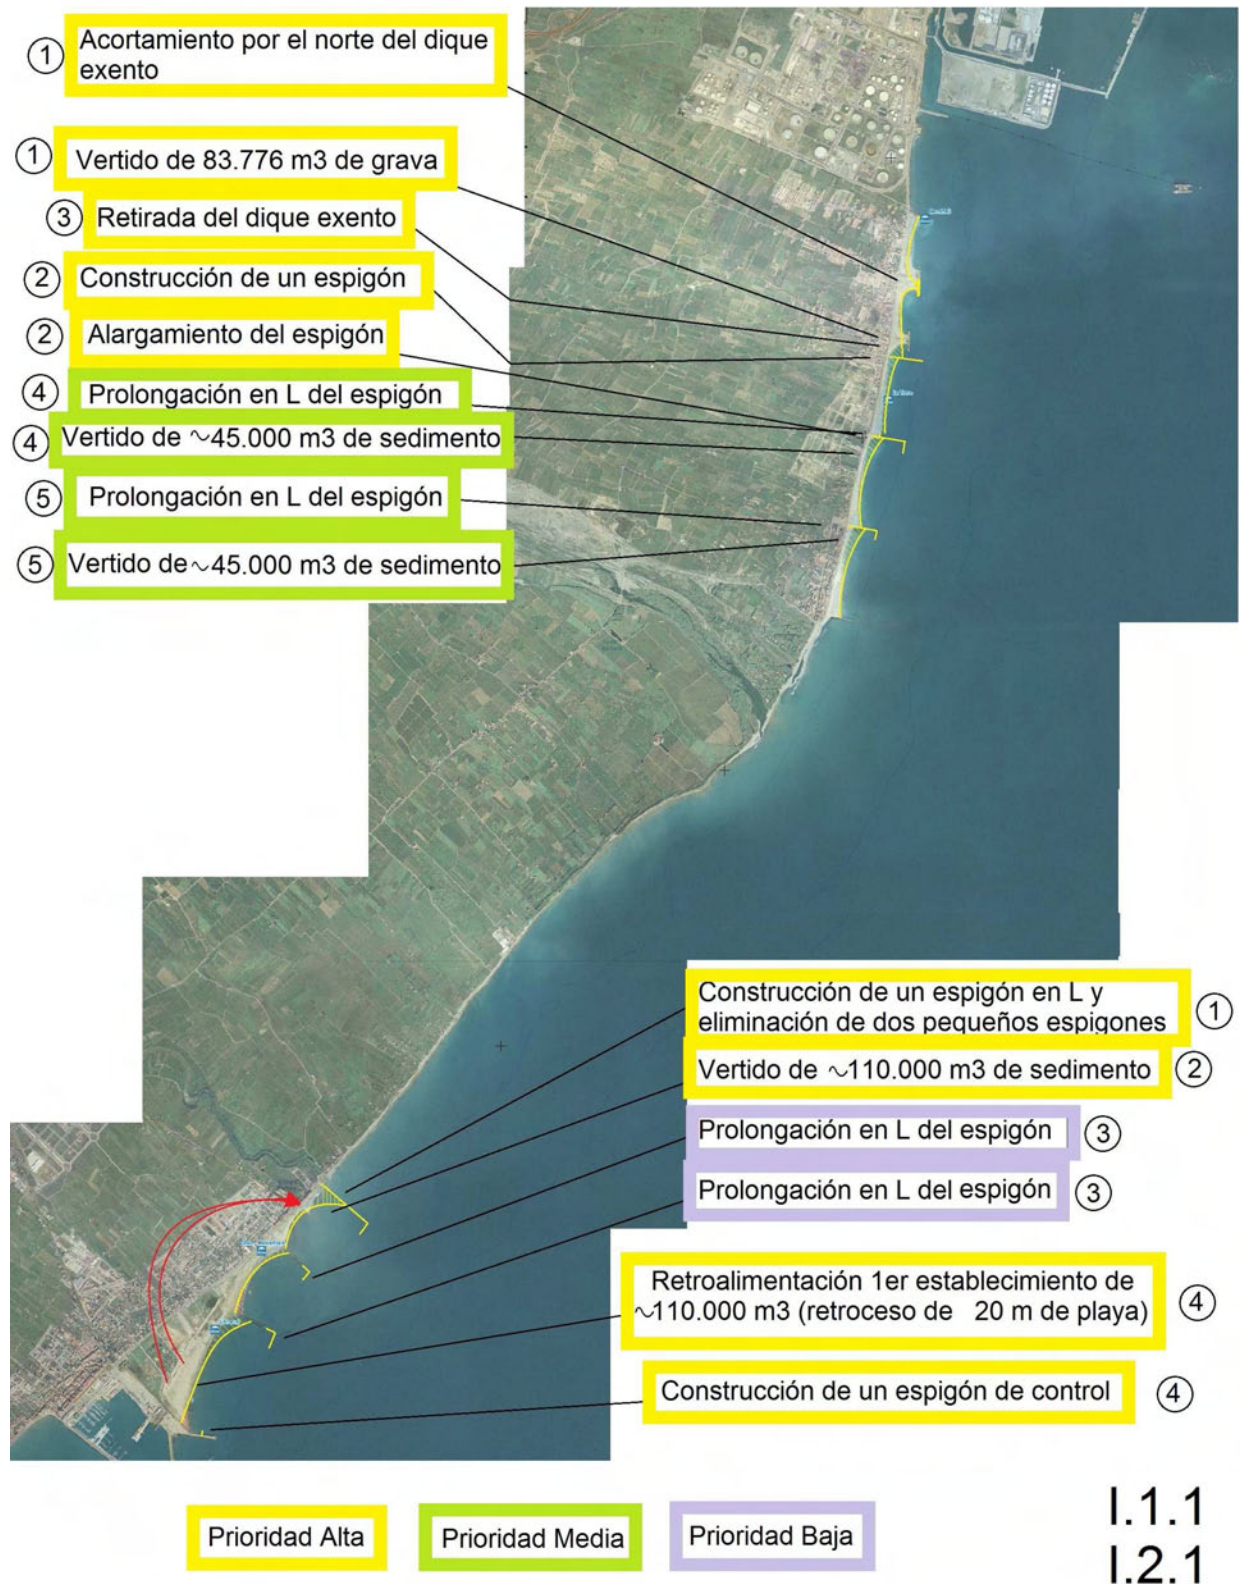 ① Acortamiento por el norte del dique
exento
① Vertido de 83.776 m3 de grava
③ Retirada del dique exento
② Construcción de un espigón
② Alargamiento del espigón
④ Prolongación en L del espigón
④ Vertido de ~45.000 m3 de sedimento
⑤ Prolongación en L del espigón
⑤ Vertido de ~45.000 m3 de sedimento
Construcción de un espigón en L y
eliminación de dos pequeños espigones ①
Vertido de ~110.000 m3 de sedimento ②
Prolongación en L del espigón ③
Prolongación en L del espigón ③
Retroalimentación 1er establecimiento de
~110.000 m3 (retroceso de 20 m de playa) ④
Construcción de un espigón de control ④
Prioridad Alta
Prioridad Media
Prioridad Baja
I.1.1
I.2.1